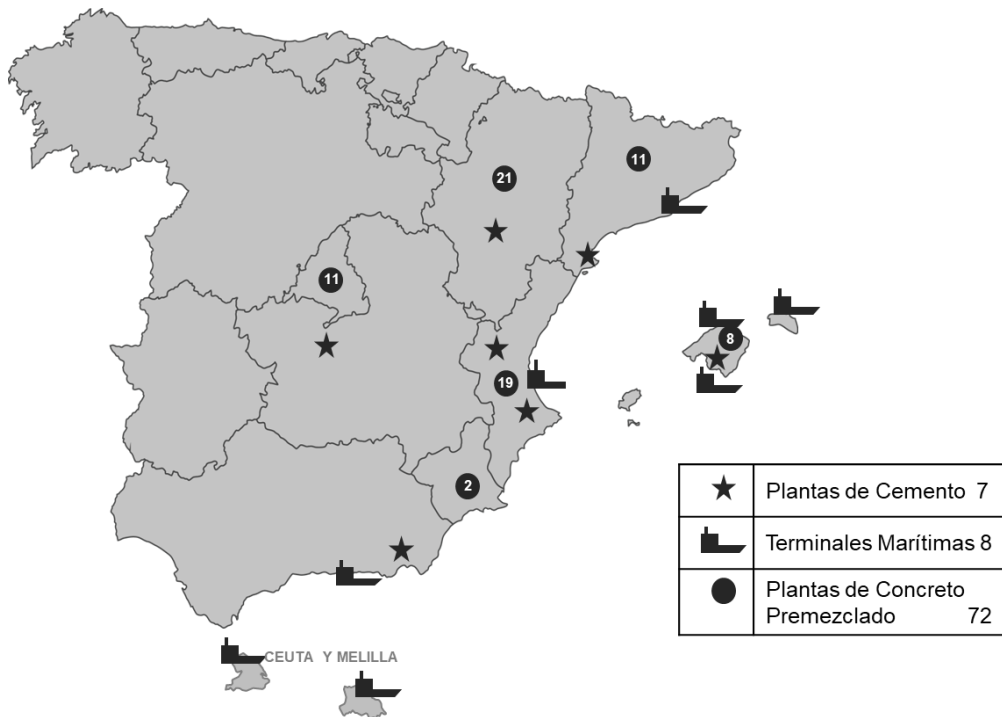 11
21
11
8
19
2
Plantas de Cemento 7
Terminales Marítimas 8
Plantas de Concreto
Premezclado 72
CEUTA Y MELILLA